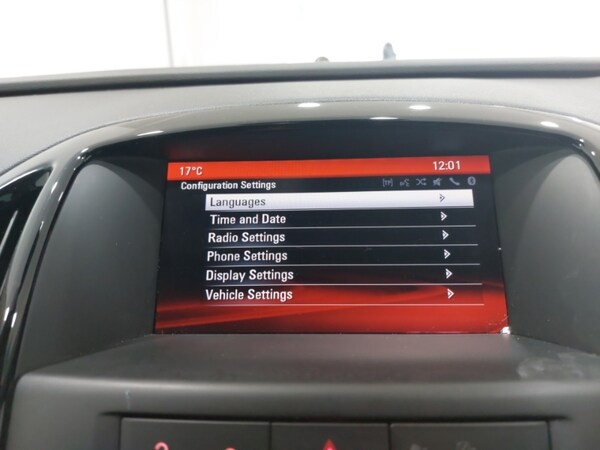 17°C 12:01
Configuration Settings
Languages
Time and Date
Radio Settings
Phone Settings
Display Settings
Vehicle Settings